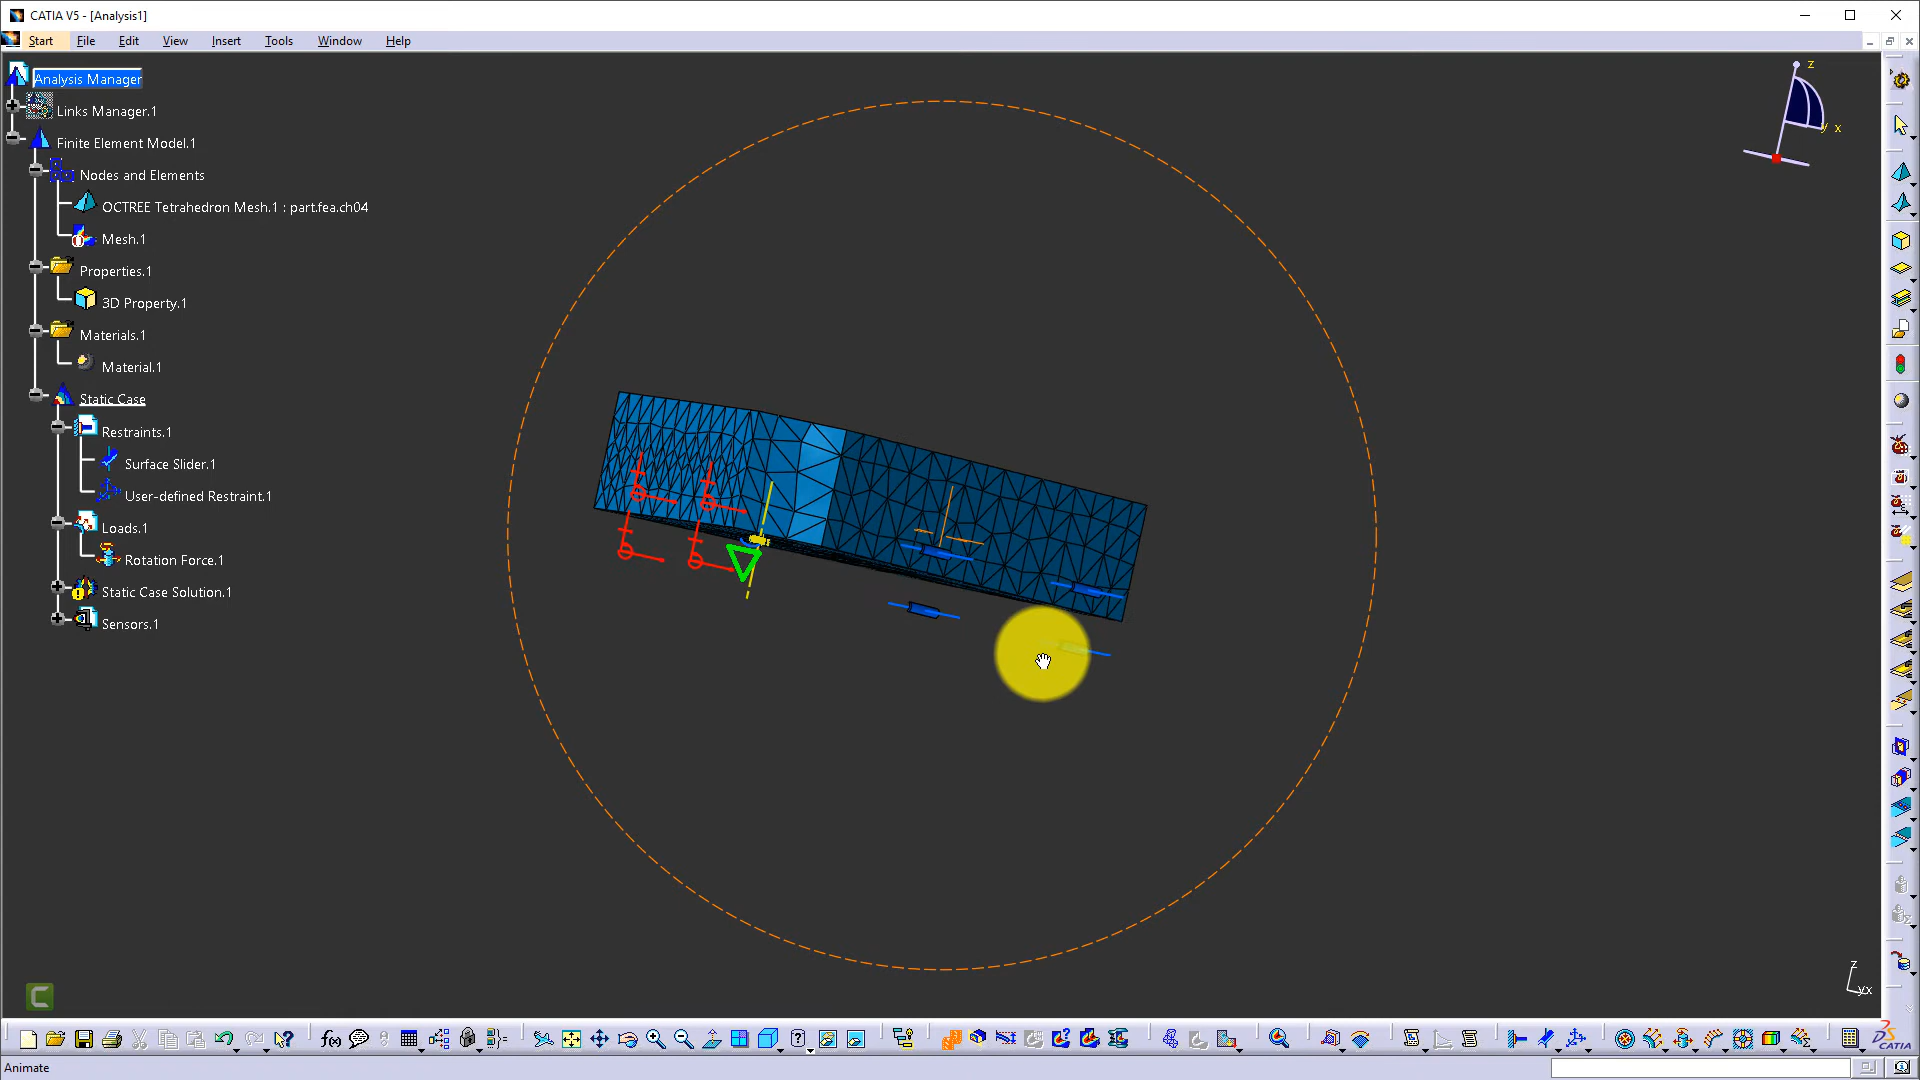 CATIA V5 - [Analysis1]
Start File Edit View Insert Tools Window Help
Analysis Manager
Links Manager.1
Finite Element Model.1
Nodes and Elements
OCTREE Tetrahedron Mesh.1 : part.fea.ch04
Mesh.1
Properties.1
3D Property.1
Materials.1
Material.1
Static Case
Restraints.1
Surface Slider.1
User-defined Restraint.1
Loads.1
Rotation Force.1
Static Case Solution.1
Sensors.1
z
y x
z
yx
C
f(x)
CATIA
Animate